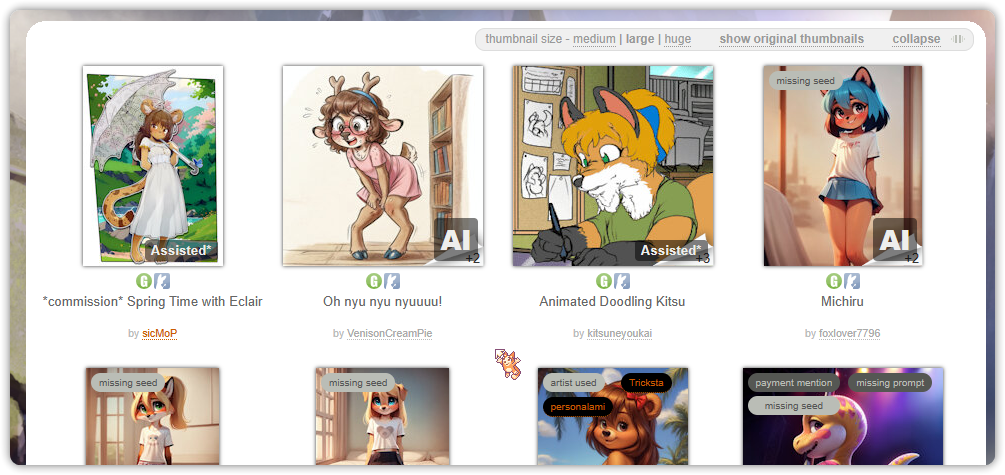 thumbnail size - medium | large | huge show original thumbnails collapse
missing seed
Assisted*
AI
+2
Assisted*
+3
AI
+2
*commission* Spring Time with Eclair
Oh nyu nyu nyuuuu!
Animated Doodling Kitsu
Michiru
by sicMoP
by VenisonCreamPie
by kitsuneyoukai
by foxlover7796
missing seed
missing seed
artist used Tricksta
personalami
payment mention missing prompt
missing seed